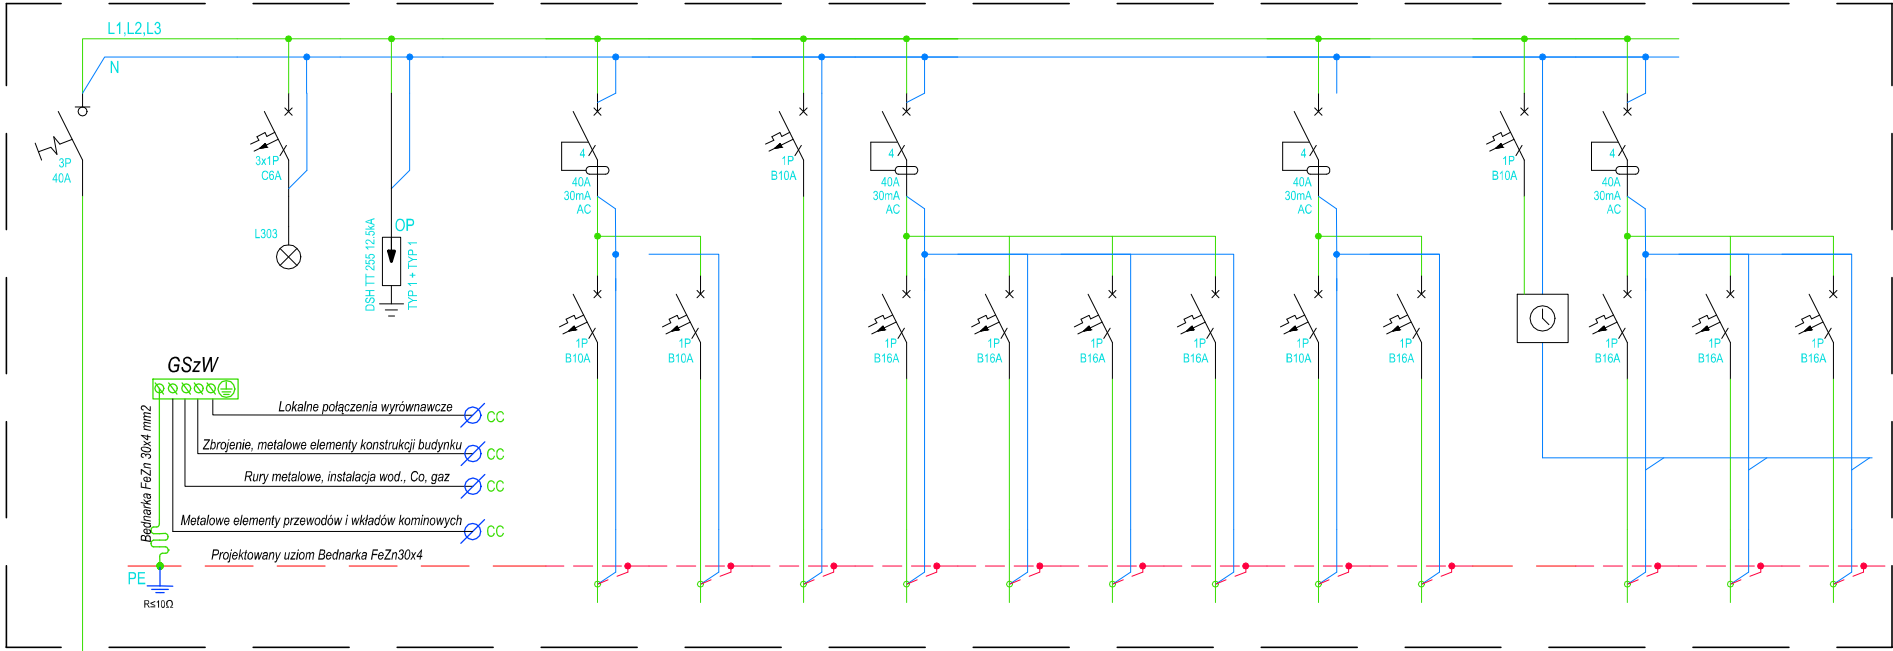 L1,L2,L3
N
3P
40A
3x1P
C6A
L303
DSH TT 255 12.5kA
OP
TYP 1 + TYP 1
4
40A
30mA
AC
1P
B10A
4
40A
30mA
AC
4
40A
30mA
AC
1P
B10A
4
40A
30mA
AC
1P
B10A
1P
B10A
1P
B16A
1P
B16A
1P
B16A
1P
B16A
1P
B10A
1P
B16A
1P
B16A
1P
B16A
1P
B16A
GSzW
Bednarka FeZn 30x4 mm2
Lokalne połączenia wyrównawcze
CC
Zbrojenie, metalowe elementy konstrukcji budynku
CC
Rury metalowe, instalacja wod., Co, gaz
CC
Metalowe elementy przewodów i wkładów kominowych
CC
Projektowany uziom Bednarka FeZn30x4
PE
R≤10Ω